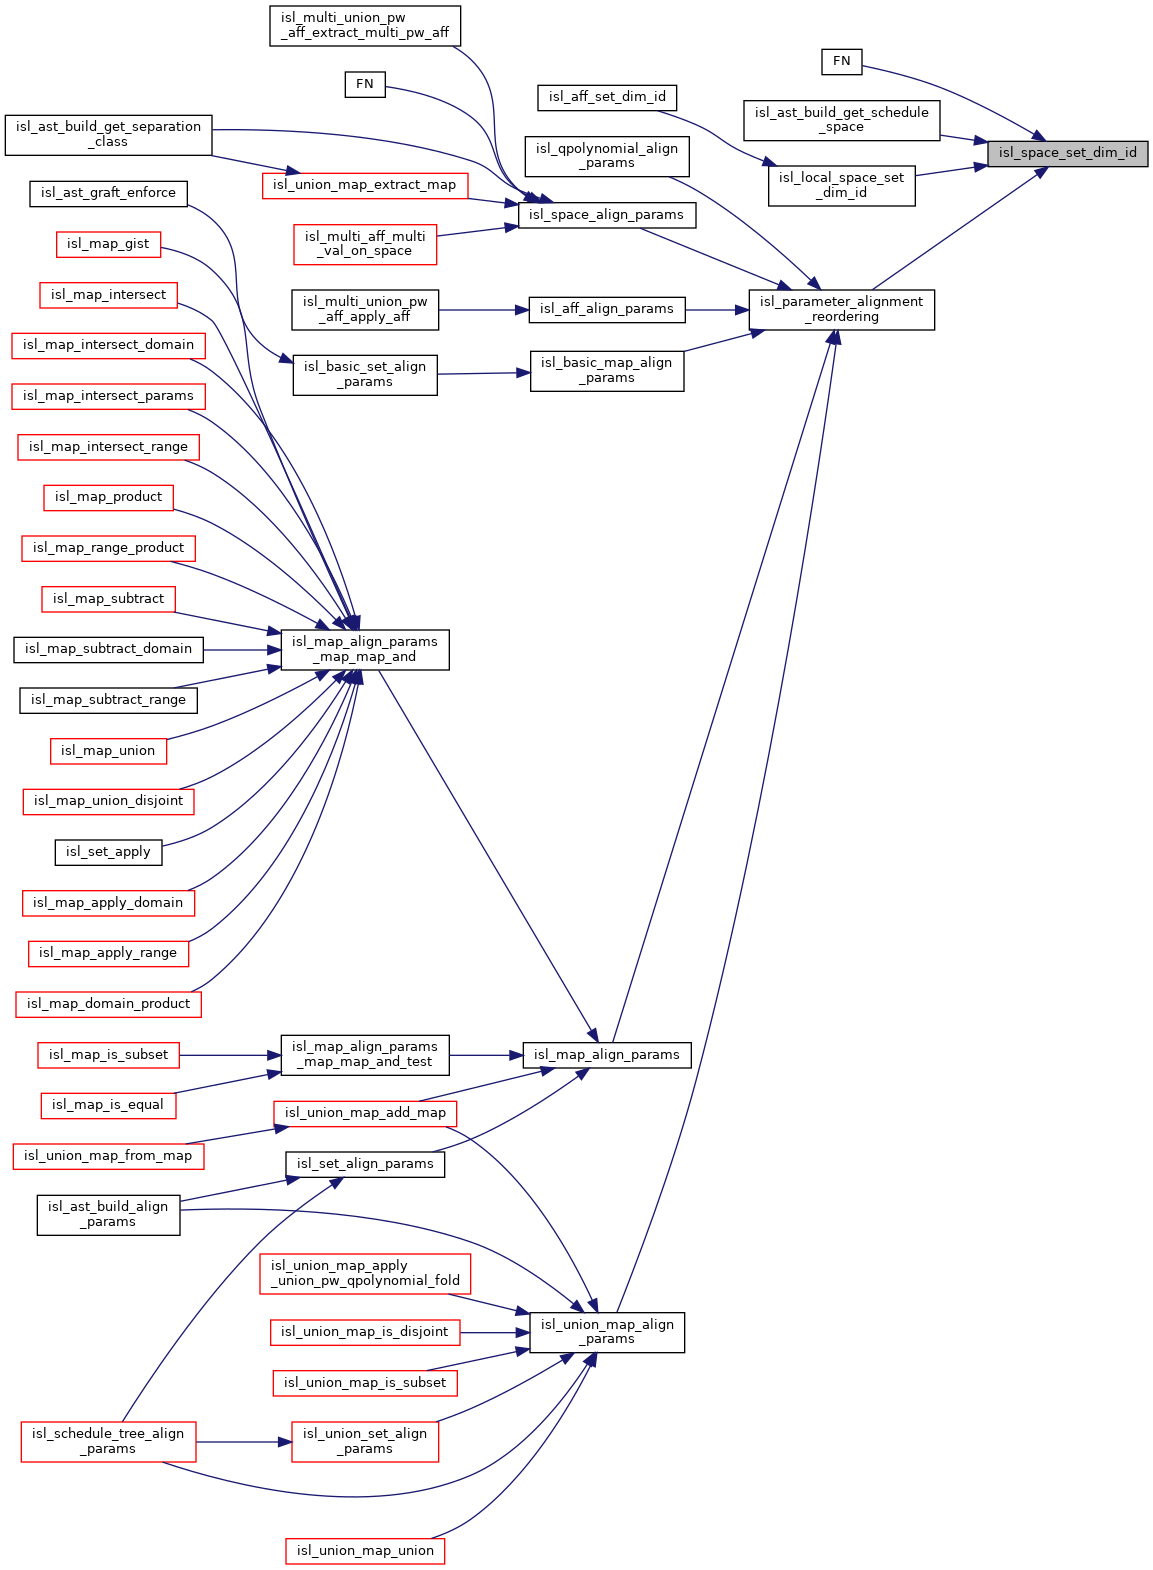 isl_multi_union_pw
_aff_extract_multi_pw_aff
FN
FN
isl_aff_set_dim_id
isl_ast_build_get_schedule
_space
isl_ast_build_get_separation
_class
isl_qpolynomial_align
_params
isl_space_set_dim_id
isl_union_map_extract_map
isl_local_space_set
_dim_id
isl_ast_graft_enforce
isl_space_align_params
isl_map_gist
isl_multi_aff_multi
_val_on_space
isl_map_intersect
isl_multi_union_pw
_aff_apply_aff
isl_aff_align_params
isl_parameter_alignment
_reordering
isl_map_intersect_domain
isl_basic_set_align
_params
isl_basic_map_align
_params
isl_map_intersect_params
isl_map_intersect_range
isl_map_product
isl_map_range_product
isl_map_subtract
isl_map_subtract_domain
isl_map_align_params
_map_map_and
isl_map_subtract_range
isl_map_union
isl_map_union_disjoint
isl_set_apply
isl_map_apply_domain
isl_map_apply_range
isl_map_domain_product
isl_map_is_subset
isl_map_align_params
_map_map_and_test
isl_map_align_params
isl_map_is_equal
isl_union_map_add_map
isl_union_map_from_map
isl_set_align_params
isl_ast_build_align
_params
isl_union_map_apply
_union_pw_qpolynomial_fold
isl_union_map_is_disjoint
isl_union_map_align
_params
isl_union_map_is_subset
isl_schedule_tree_align
_params
isl_union_set_align
_params
isl_union_map_union